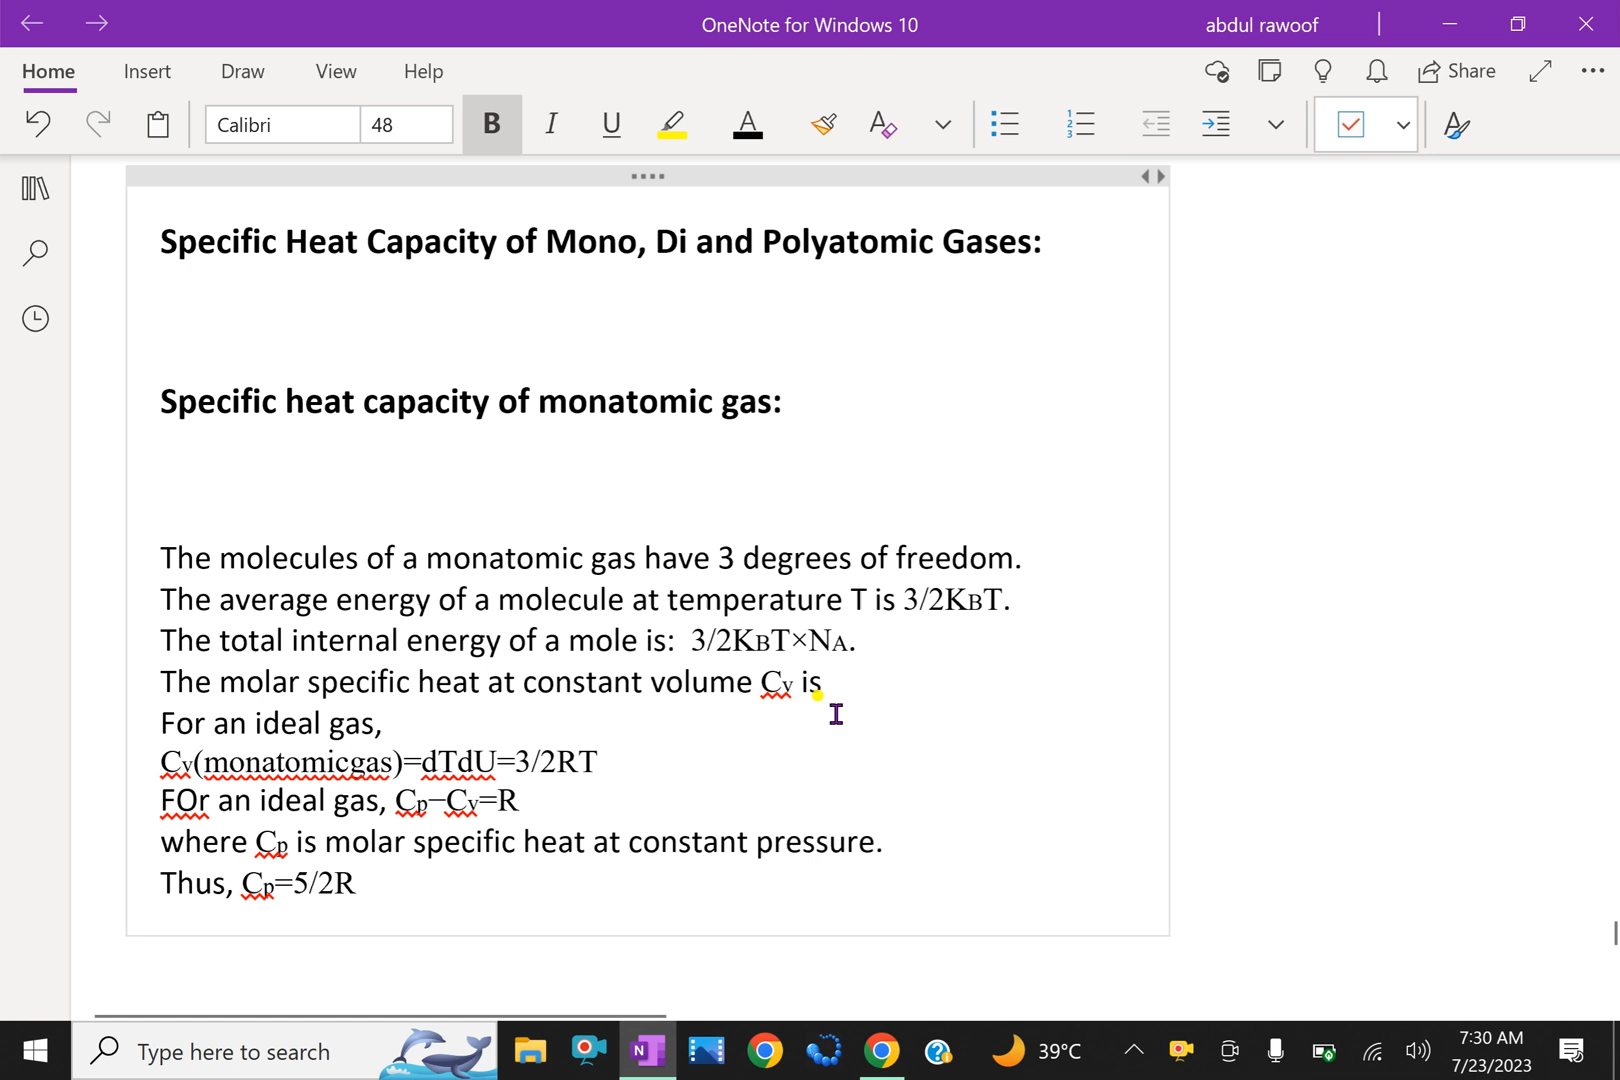 OneNote for Windows 10
abdul rawoof
Home Insert Draw View Help
Share
Calibri 48 B I U A A
1
2
3
Specific Heat Capacity of Mono, Di and Polyatomic Gases:
Specific heat capacity of monatomic gas:
The molecules of a monatomic gas have 3 degrees of freedom.
The average energy of a molecule at temperature T is 3/2KBT.
The total internal energy of a mole is: 3/2KBT×NA.
The molar specific heat at constant volume Cv is
For an ideal gas,
Cv(monatomicgas)=dTdU=3/2RT
FOr an ideal gas, Cp−Cv=R
where Cp is molar specific heat at constant pressure.
Thus, Cp=5/2R
Type here to search
N
39°C
7:30 AM
7/23/2023